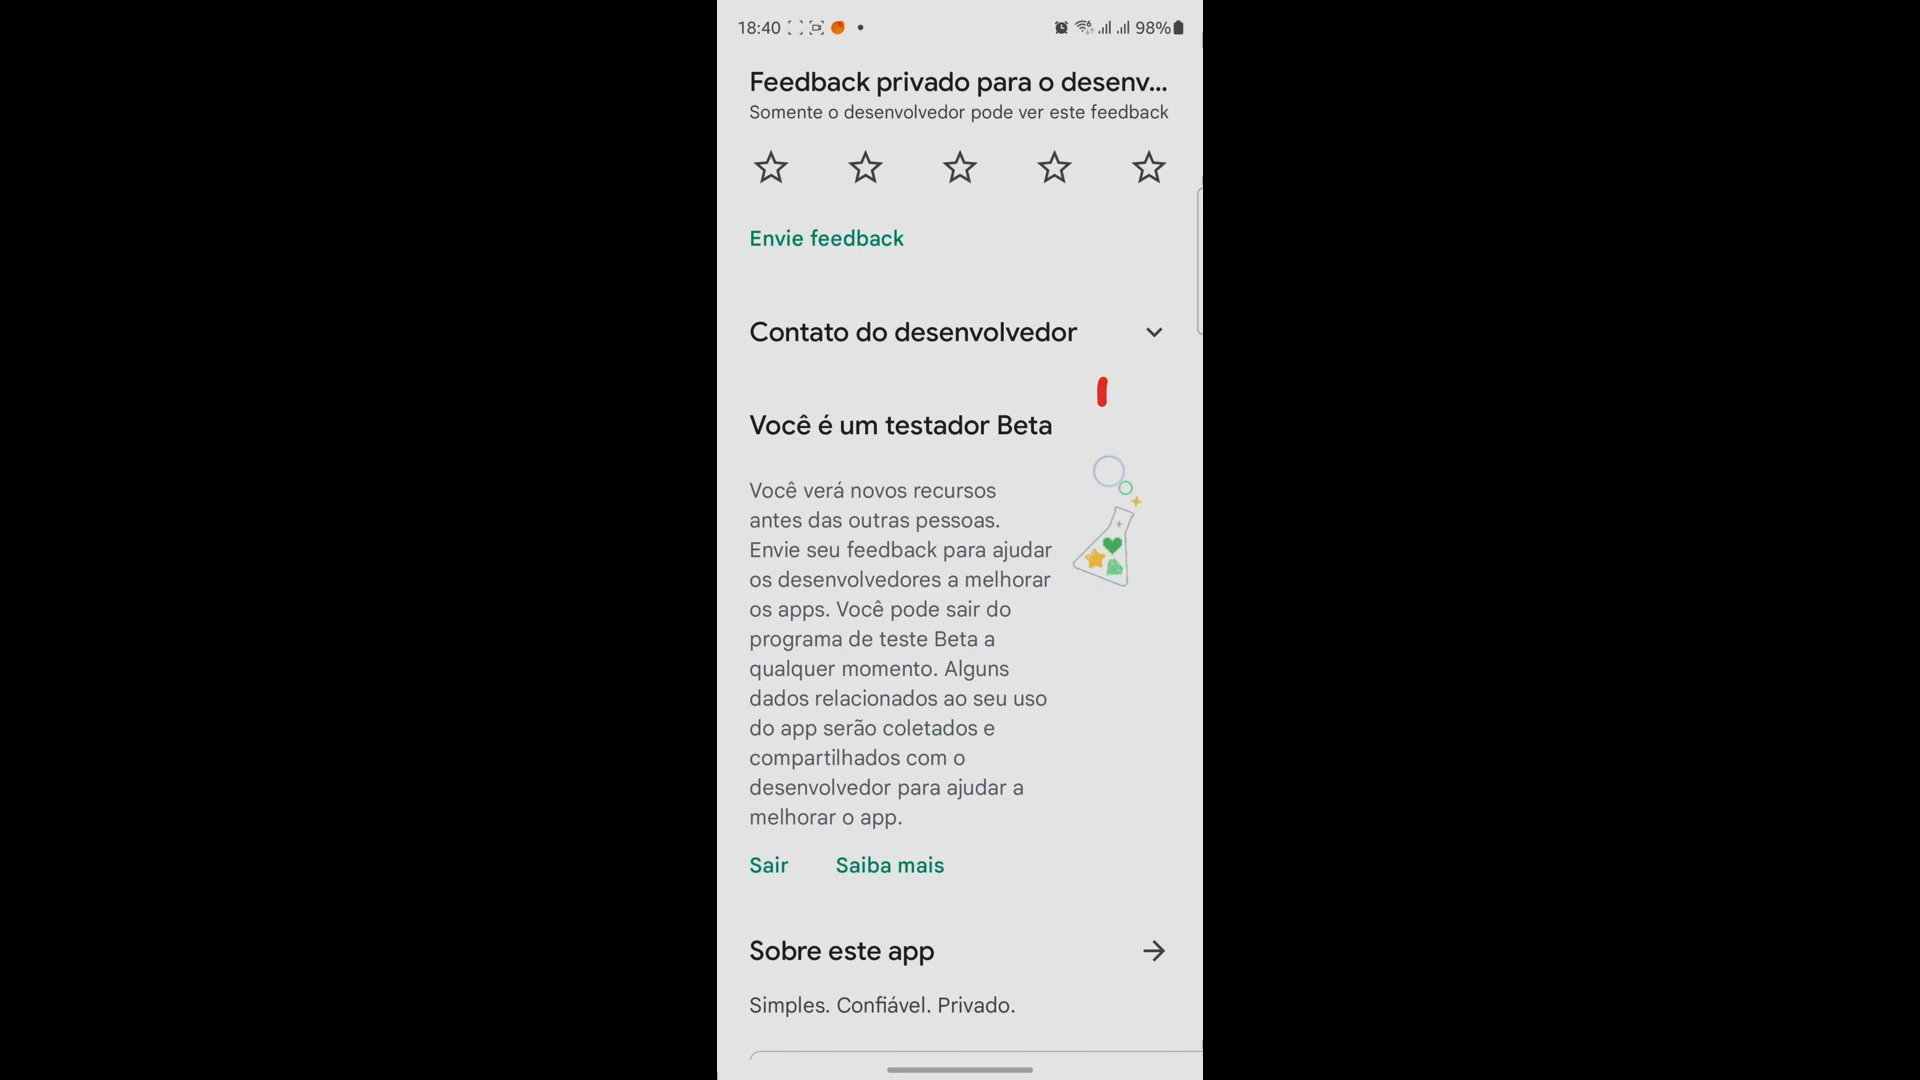 18:40 98%
Feedback privado para o desenv...
Somente o desenvolvedor pode ver este feedback
Envie feedback
Contato do desenvolvedor
Você é um testador Beta
Você verá novos recursos
antes das outras pessoas.
Envie seu feedback para ajudar
os desenvolvedores a melhorar
os apps. Você pode sair do
programa de teste Beta a
qualquer momento. Alguns
dados relacionados ao seu uso
do app serão coletados e
compartilhados com o
desenvolvedor para ajudar a
melhorar o app.
Sair Saiba mais
Sobre este app
Simples. Confiável. Privado.